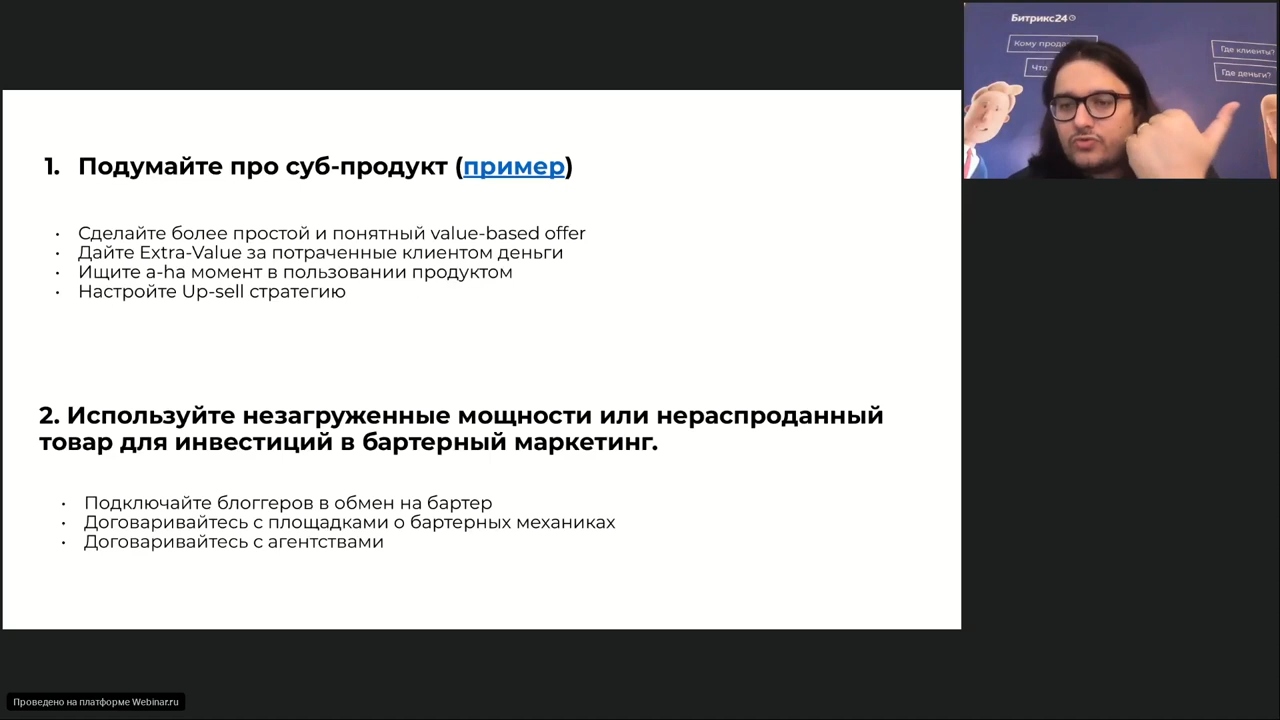 Битрикс24
Кому прода
Что
Где клиенты?
Где деньги?
1. Подумайте про суб-продукт (пример)
• Сделайте более простой и понятный value-based offer
• Дайте Extra-Value за потраченные клиентом деньги
• Ищите a-ha момент в пользовании продуктом
• Настройте Up-sell стратегию
2. Используйте незагруженные мощности или нераспроданный
товар для инвестиций в бартерный маркетинг.
• Подключайте блоггеров в обмен на бартер
• Договаривайтесь с площадками о бартерных механиках
• Договаривайтесь с агентствами
Проведено на платформе Webinar.ru